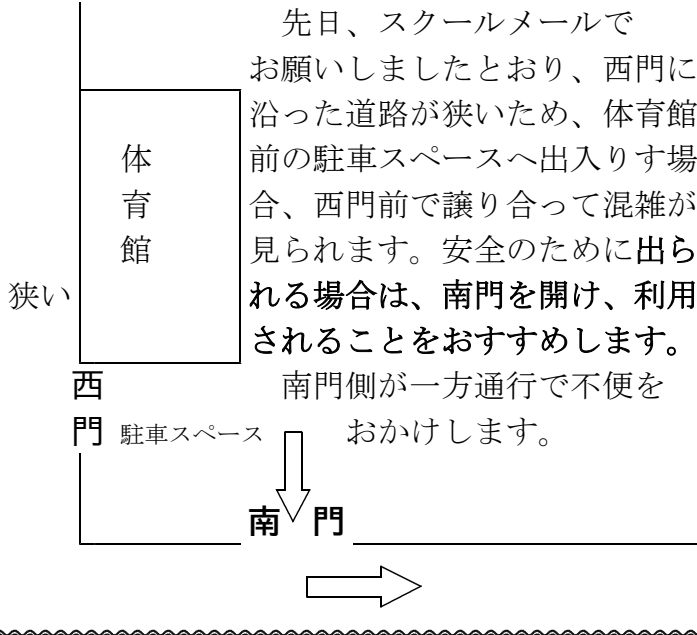 先日、スクールメールで
お願いしましたとおり、西門に
沿った道路が狭いため、体育館
前の駐車スペースへ出入りす場
合、西門前で譲り合って混雑が
見られます。安全のために出ら
れる場合は、南門を開け、利用
されることをおすすめします。
南門側が一方通行で不便を
おかけします。
体育館
狭い
西門
駐車スペース
南門